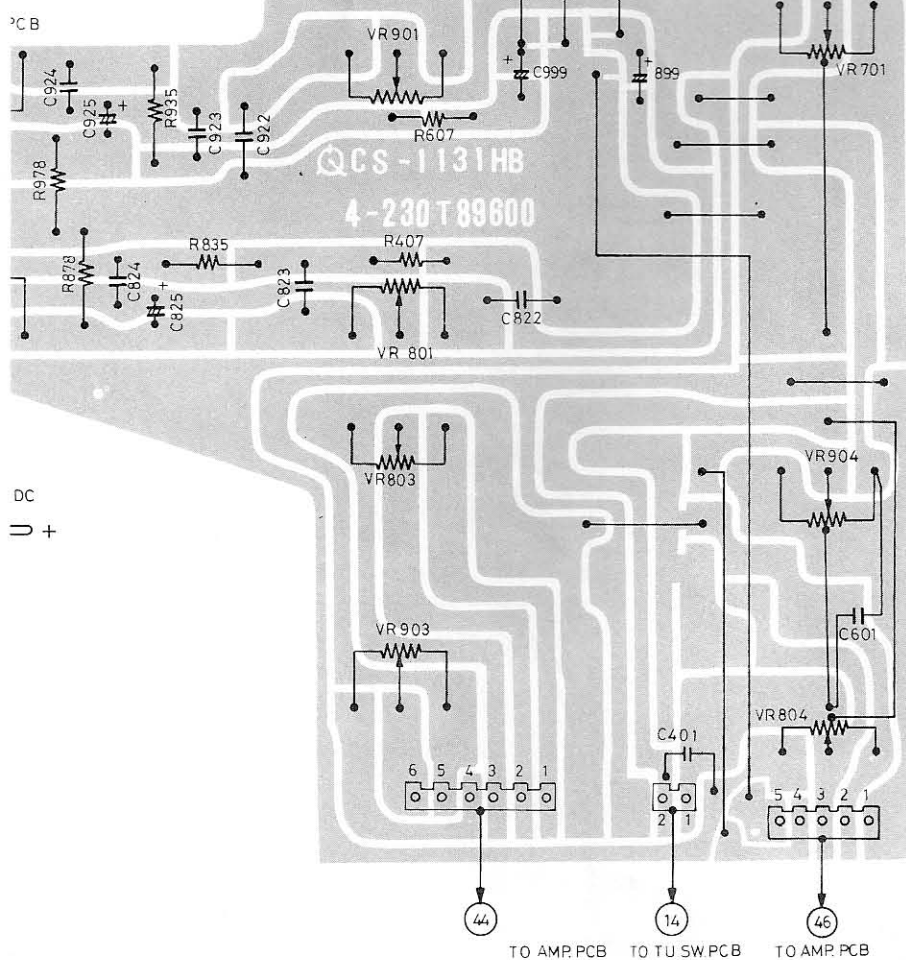 PCB
VR901
C924
C925
+
R935
C923
C922
+
C999
+
899
VR701
R607
R978
QCS-1131HB
4-230T89600
R878
C824
+
C825
R835
C823
R407
VR 801
C822
VR803
VR904
DC
+
VR903
C601
VR804
C401
6 5 4 3 2 1
2 1
5 4 3 2 1
44
14
46
TO AMP. PCB
TO TU SW.PCB
TO AMP. PCB